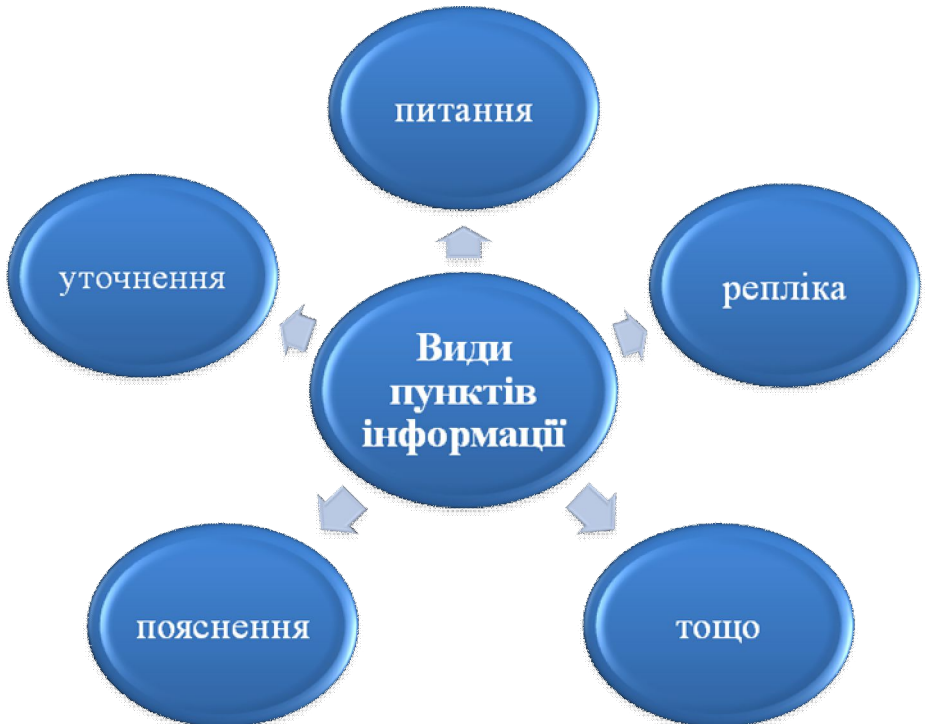 питання
уточнення
репліка
Види
пунктів
інформації
пояснення
тощо